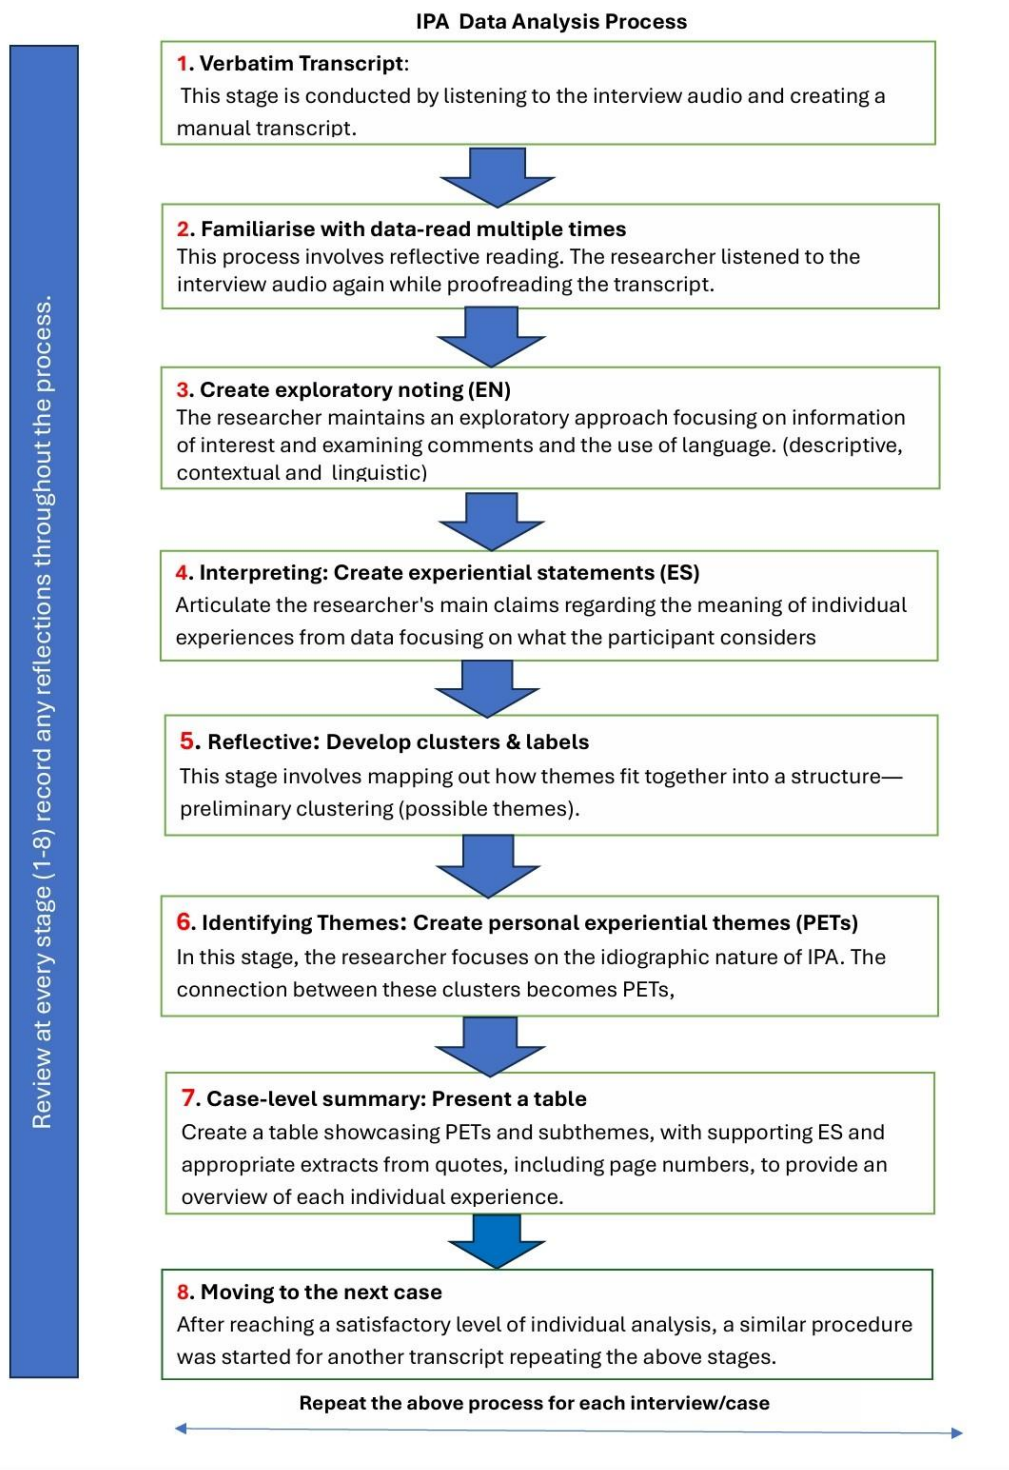 IPA Data Analysis Process
1. Verbatim Transcript:
This stage is conducted by listening to the interview audio and creating a
manual transcript.
2. Familiarise with data-read multiple times
This process involves reflective reading. The researcher listened to the
interview audio again while proofreading the transcript.
3. Create exploratory noting (EN)
The researcher maintains an exploratory approach focusing on information
of interest and examining comments and the use of language. (descriptive,
contextual and linguistic)
4. Interpreting: Create experiential statements (ES)
Articulate the researcher's main claims regarding the meaning of individual
experiences from data focusing on what the participant considers
5. Reflective: Develop clusters & labels
This stage involves mapping out how themes fit together into a structure—
preliminary clustering (possible themes).
6. Identifying Themes: Create personal experiential themes (PETs)
In this stage, the researcher focuses on the idiographic nature of IPA. The
connection between these clusters becomes PETs,
7. Case-level summary: Present a table
Create a table showcasing PETs and subthemes, with supporting ES and
appropriate extracts from quotes, including page numbers, to provide an
overview of each individual experience.
8. Moving to the next case
After reaching a satisfactory level of individual analysis, a similar procedure
was started for another transcript repeating the above stages.
Repeat the above process for each interview/case
Review at every stage (1-8) record any reflections throughout the process.